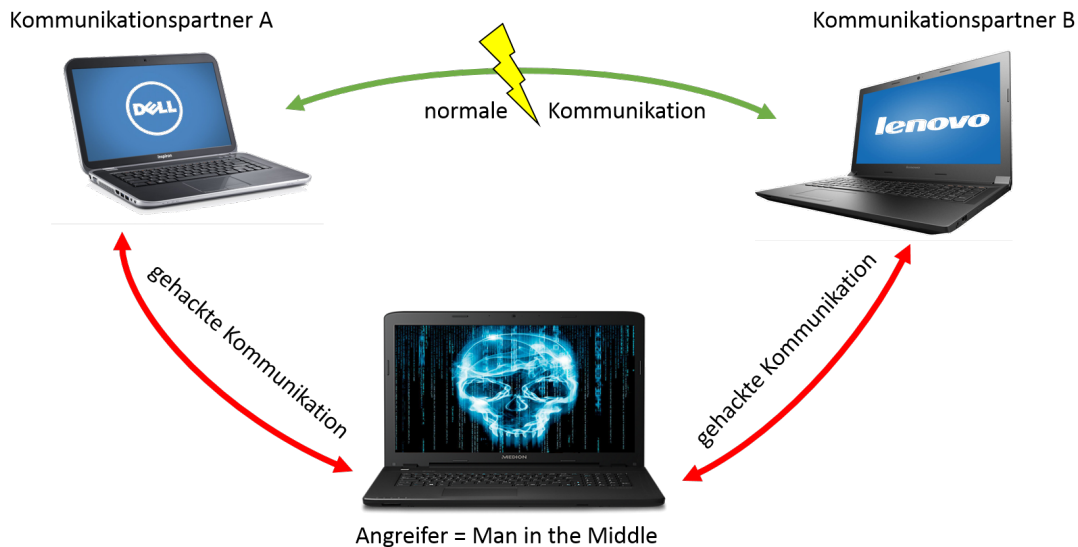 Kommunikationspartner A
Kommunikationspartner B
DELL
lenovo
normale Kommunikation
gehackte Kommunikation
gehackte Kommunikation
MEDION
Angreifer = Man in the Middle